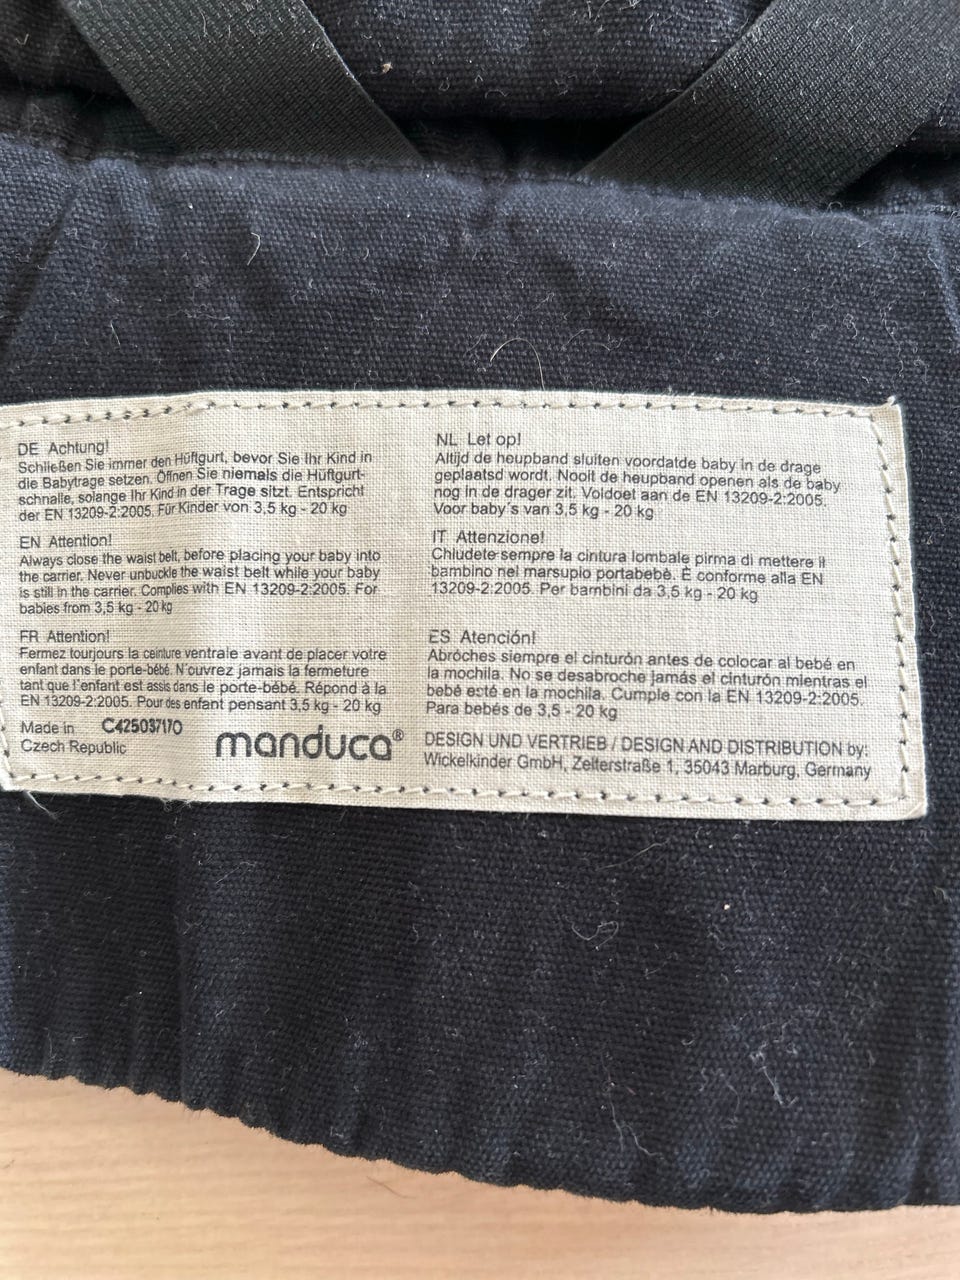 DE Achtung!
Schließen Sie immer den Hüftgurt, bevor Sie Ihr Kind in
die Babytrage setzen. Öffnen Sie niemals die Hüftgurt-
schnalle, solange Ihr Kind in der Trage sitzt. Entspricht
der EN 13209-2:2005. Für Kinder von 3,5 kg - 20 kg
EN Attention!
Always close the waist belt, before placing your baby into
the carrier. Never unbuckle the waist belt while your baby
is still in the carrier. Complies with EN 13209-2:2005. For
babies from 3,5 kg - 20 kg
FR Attention!
Fermez tourjours la ceinture ventrale avant de placer votre
enfant dans le porte-bébé. N'ouvrez jamais la fermeture
tant que l'enfant est assis dans le porte-bébé. Répond à la
EN 13209-2:2005. Pour des enfant pensant 3,5 kg - 20 kg
Made in C425037170
Czech Republic
manduca®
NL Let op!
Altijd de heupband sluiten voordatde baby in de drage
geplaatsd wordt. Nooit de heupband openen als de baby
nog in de drager zit. Voldoet aan de EN 13209-2:2005.
Voor baby's van 3,5 kg - 20 kg
IT Attenzione!
Chiudete sempre la cintura lombale pirma di mettere il
bambino nel marsupio portabebè. È conforme alla EN
13209-2:2005. Per bambini da 3,5 kg - 20 kg
ES Atención!
Abroches siempre el cinturón antes de colocar al bebé en
la mochila. No se desabroche jamás el cinturón mientras el
bebé esté en la mochila. Cumple con la EN 13209-2:2005.
Para bebés de 3,5 - 20 kg
DESIGN UND VERTRIEB / DESIGN AND DISTRIBUTION by:
Wickelkinder GmbH, Zeiterstraße 1, 35043 Marburg, Germany